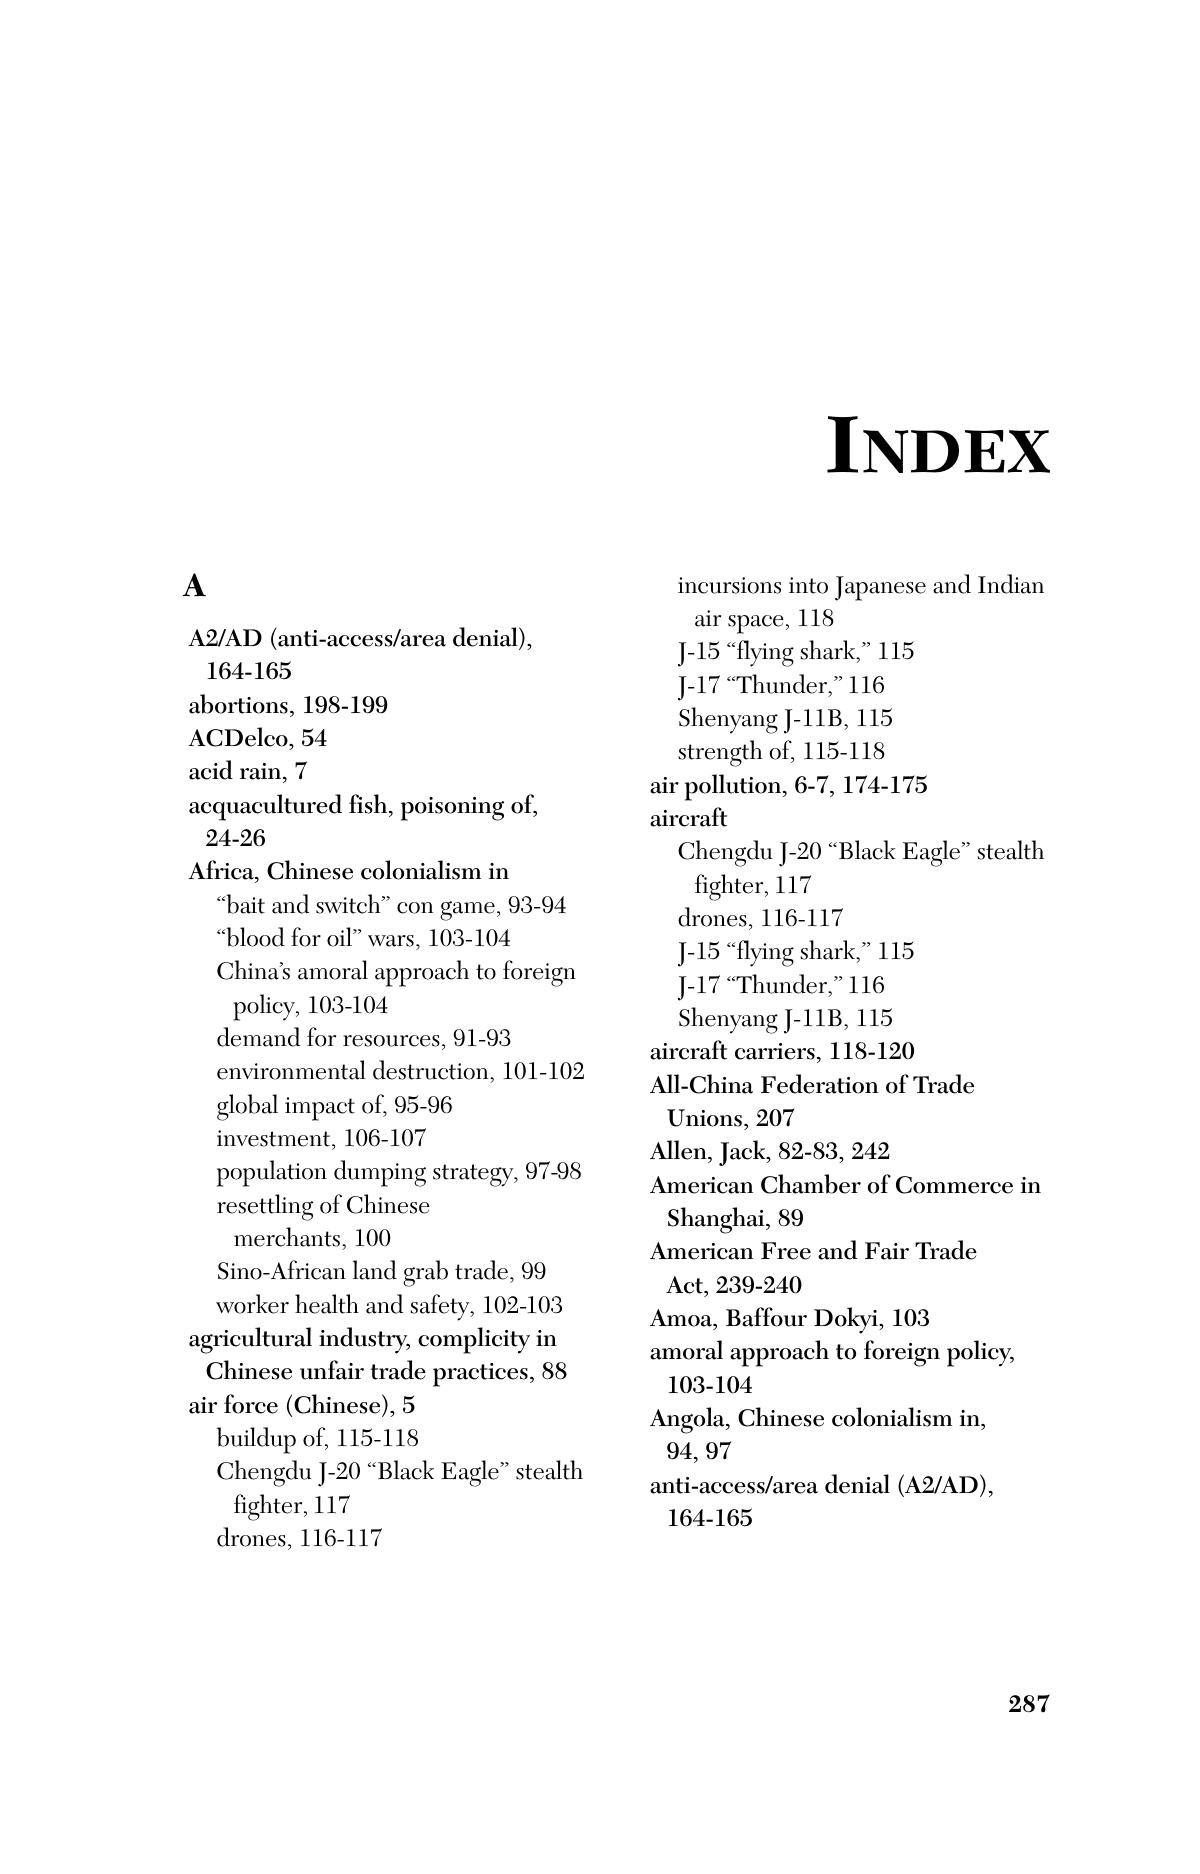 INDEX
A
A2/AD (anti-access/area denial),
164-165
abortions, 198-199
ACDelco, 54
acid rain, 7
acquacultured fish, poisoning of,
24-26
Africa, Chinese colonialism in
“bait and switch” con game, 93-94
“blood for oil” wars, 103-104
China’s amoral approach to foreign
policy, 103-104
demand for resources, 91-93
environmental destruction, 101-102
global impact of, 95-96
investment, 106-107
population dumping strategy, 97-98
resettling of Chinese
merchants, 100
Sino-African land grab trade, 99
worker health and safety, 102-103
agricultural industry, complicity in
Chinese unfair trade practices, 88
air force (Chinese), 5
buildup of, 115-118
Chengdu J-20 “Black Eagle” stealth
fighter, 117
drones, 116-117
incursions into Japanese and Indian
air space, 118
J-15 “flying shark,” 115
J-17 “Thunder,” 116
Shenyang J-11B, 115
strength of, 115-118
air pollution, 6-7, 174-175
aircraft
Chengdu J-20 “Black Eagle” stealth
fighter, 117
drones, 116-117
J-15 “flying shark,” 115
J-17 “Thunder,” 116
Shenyang J-11B, 115
aircraft carriers, 118-120
All-China Federation of Trade
Unions, 207
Allen, Jack, 82-83, 242
American Chamber of Commerce in
Shanghai, 89
American Free and Fair Trade
Act, 239-240
Amoa, Baffour Dokyi, 103
amoral approach to foreign policy,
103-104
Angola, Chinese colonialism in,
94, 97
anti-access/area denial (A2/AD),
164-165
287